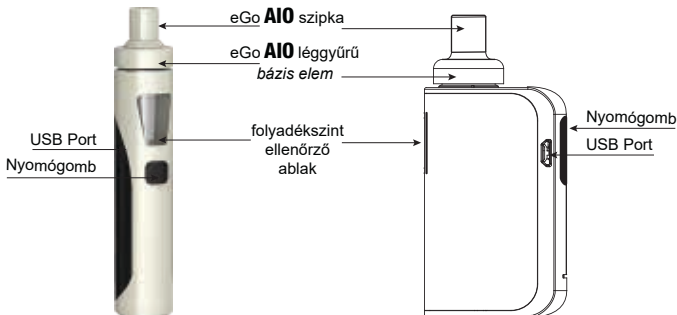 eGo AIO szipka
eGo AIO léggyűrű
bázis elem
USB Port
Nyomógomb
folyadékszint
ellenőrző
ablak
Nyomógomb
USB Port